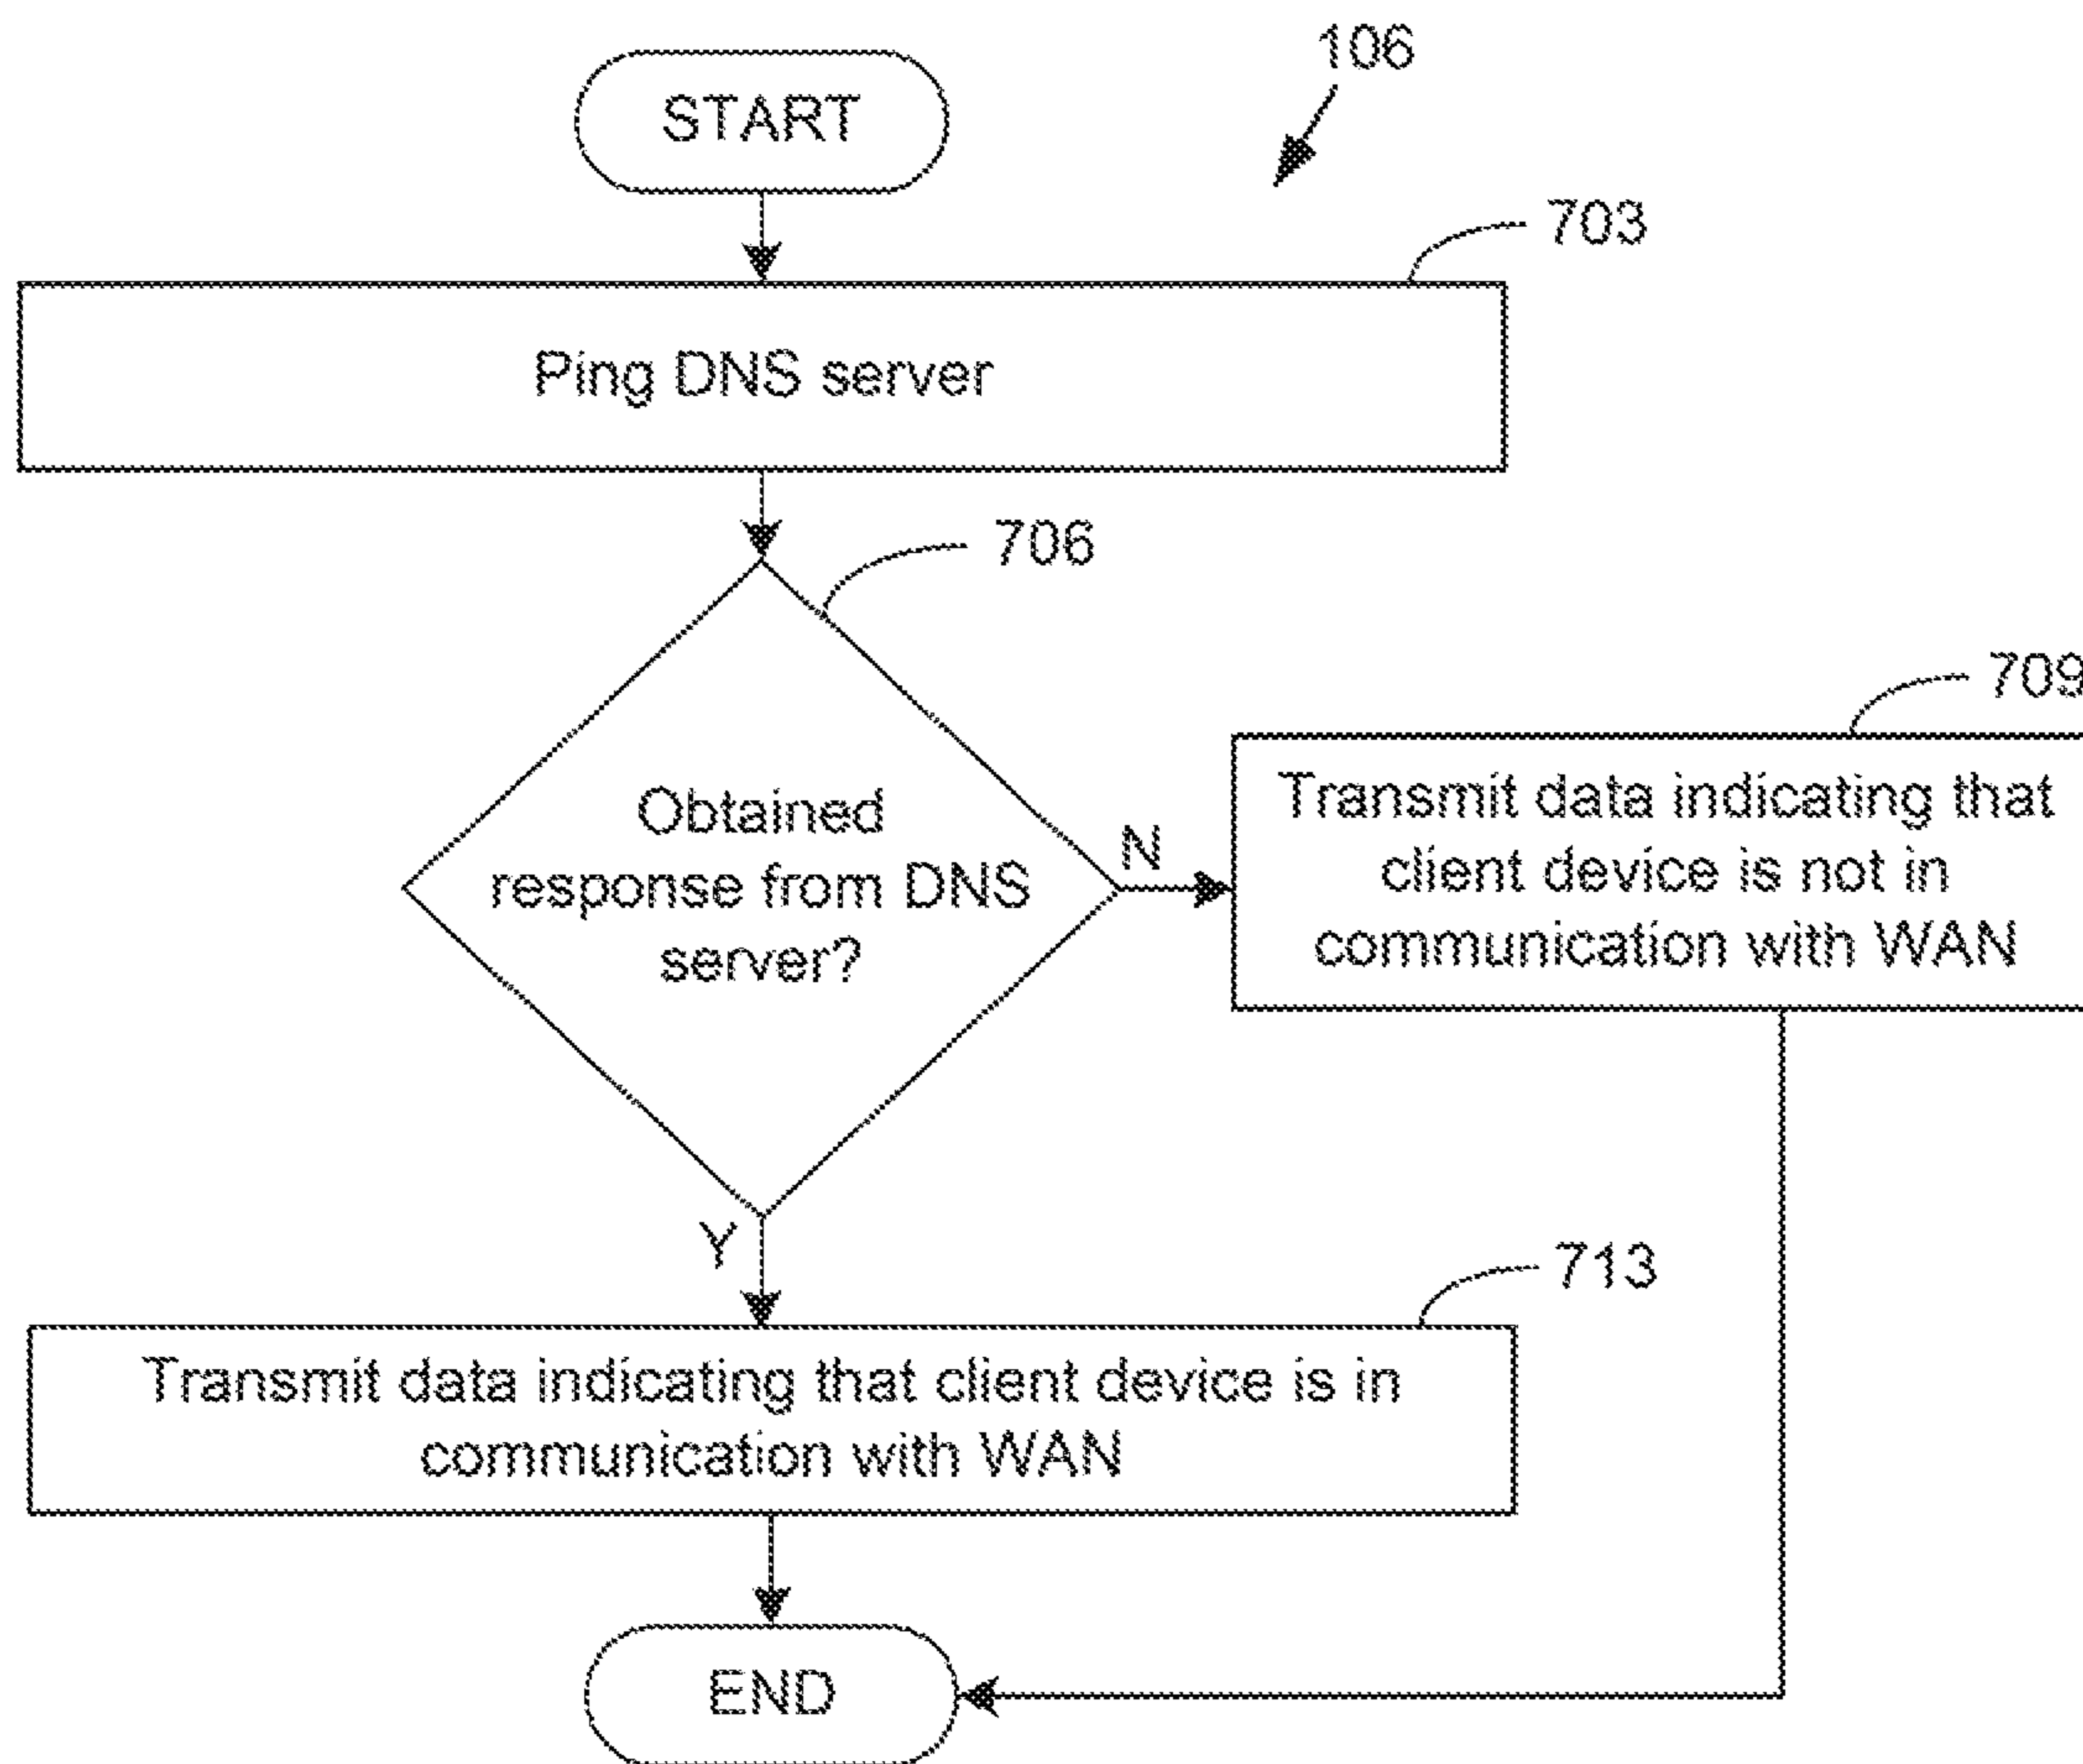 106
START
703
Ping DNS server
706
Obtained
response from DNS
server?
N
709
Transmit data indicating that
client device is not in
communication with WAN
Y
713
Transmit data indicating that client device is in
communication with WAN
END